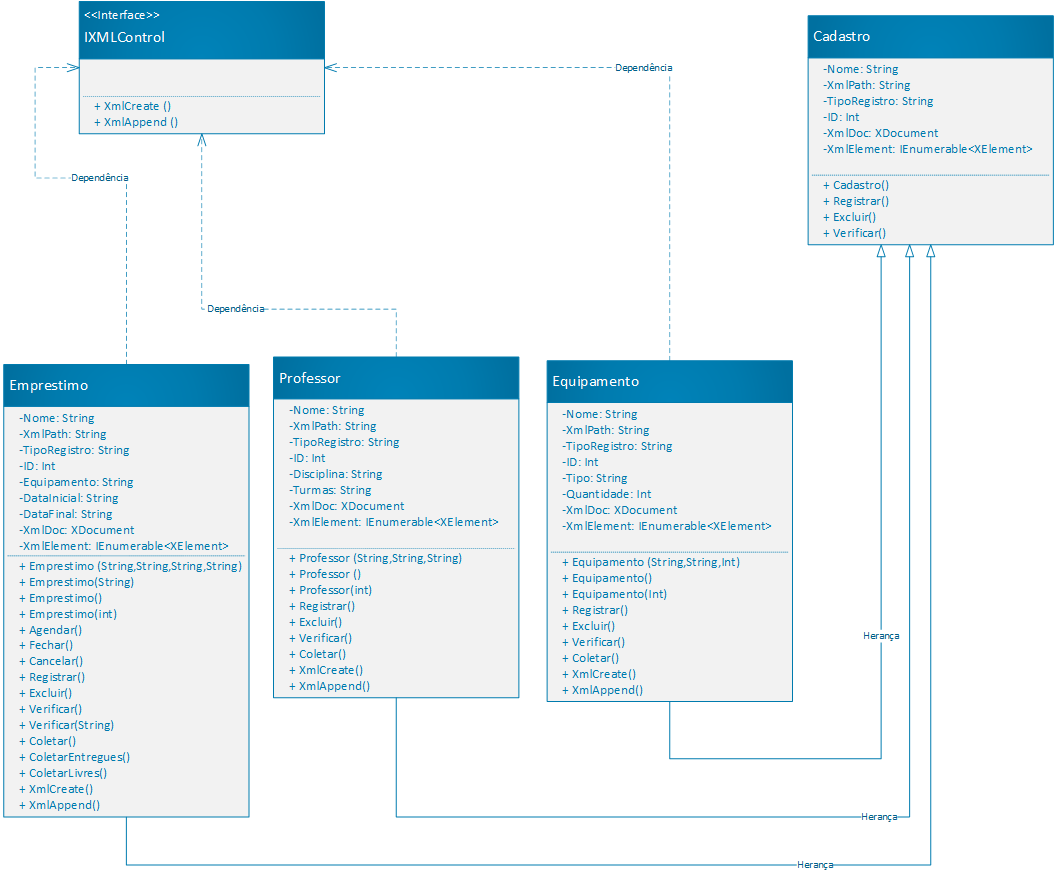 <<Interface>>
IXMLControl
+ XmlCreate ()
+ XmlAppend ()
Cadastro
-Nome: String
-XmlPath: String
-TipoRegistro: String
-ID: Int
-XmlDoc: XDocument
-XmlElement: IEnumerable<XElement>
+ Cadastro()
+ Registrar()
+ Excluir()
+ Verificar()
Dependência
Dependência
Dependência
Emprestimo
-Nome: String
-XmlPath: String
-TipoRegistro: String
-ID: Int
-Equipamento: String
-DataInicial: String
-DataFinal: String
-XmlDoc: XDocument
-XmlElement: IEnumerable<XElement>
+ Emprestimo (String,String,String,String)
+ Emprestimo(String)
+ Emprestimo()
+ Emprestimo(int)
+ Agendar()
+ Fechar()
+ Cancelar()
+ Registrar()
+ Excluir()
+ Verificar()
+ Verificar(String)
+ Coletar()
+ ColetarEntregues()
+ ColetarLivres()
+ XmlCreate()
+ XmlAppend()
Professor
-Nome: String
-XmlPath: String
-TipoRegistro: String
-ID: Int
-Disciplina: String
-Turmas: String
-XmlDoc: XDocument
-XmlElement: IEnumerable<XElement>
+ Professor (String,String,String)
+ Professor ()
+ Professor(int)
+ Registrar()
+ Excluir()
+ Verificar()
+ Coletar()
+ XmlCreate()
+ XmlAppend()
Equipamento
-Nome: String
-XmlPath: String
-TipoRegistro: String
-ID: Int
-Tipo: String
-Quantidade: Int
-XmlDoc: XDocument
-XmlElement: IEnumerable<XElement>
+ Equipamento (String,String,Int)
+ Equipamento()
+ Equipamento(Int)
+ Registrar()
+ Excluir()
+ Verificar()
+ Coletar()
+ XmlCreate()
+ XmlAppend()
Herança
Herança
Herança